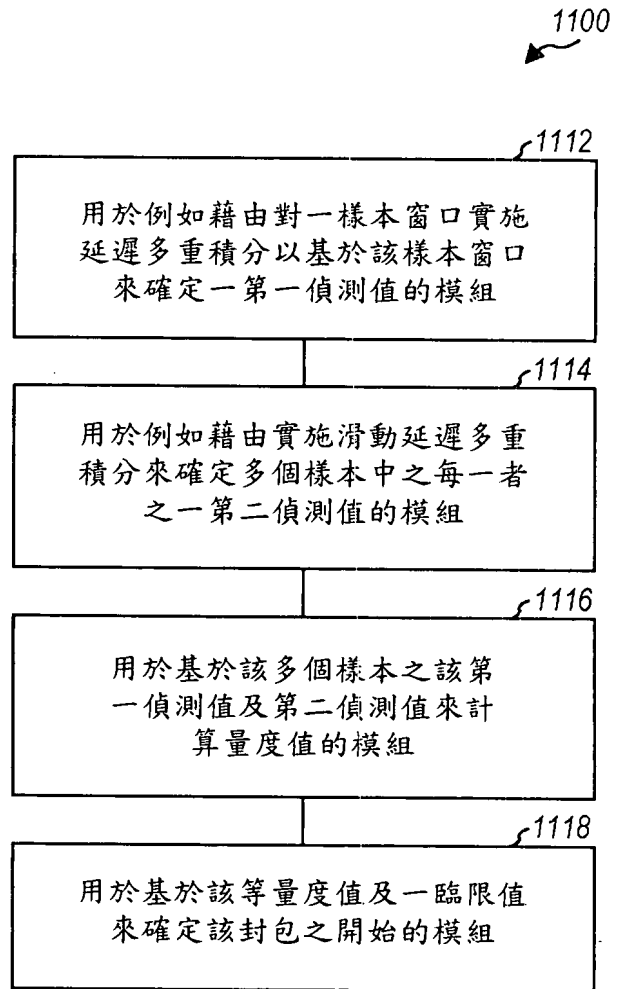 1100
1112
用於例如藉由對一樣本窗口實施
延遲多重積分以基於該樣本窗口
來確定一第一偵測值的模組
1114
用於例如藉由實施滑動延遲多重
積分來確定多個樣本中之每一者
之一第二偵測值的模組
1116
用於基於該多個樣本之該第
一偵測值及第二偵測值來計
算量度值的模組
1118
用於基於該等量度值及一臨限值
來確定該封包之開始的模組